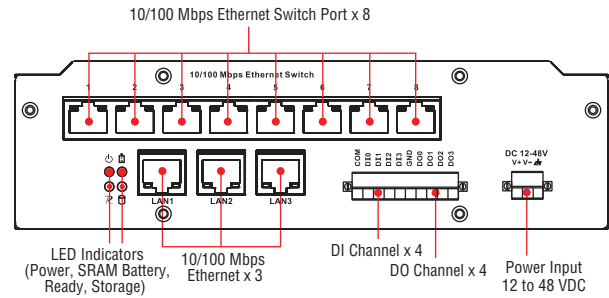 10/100 Mbps Ethernet Switch Port x 8
10/100 Mbps Ethernet Switch
1 2 3 4 5 6 7 8
COM DI0 DI1 DI2 DI3 GND DO0 DO1 DO2 DO3
DC 12-48V
V+ V-
LAN1 LAN2 LAN3
LED Indicators
(Power, SRAM Battery,
Ready, Storage)
10/100 Mbps
Ethernet x 3
DI Channel x 4
DO Channel x 4
Power Input
12 to 48 VDC